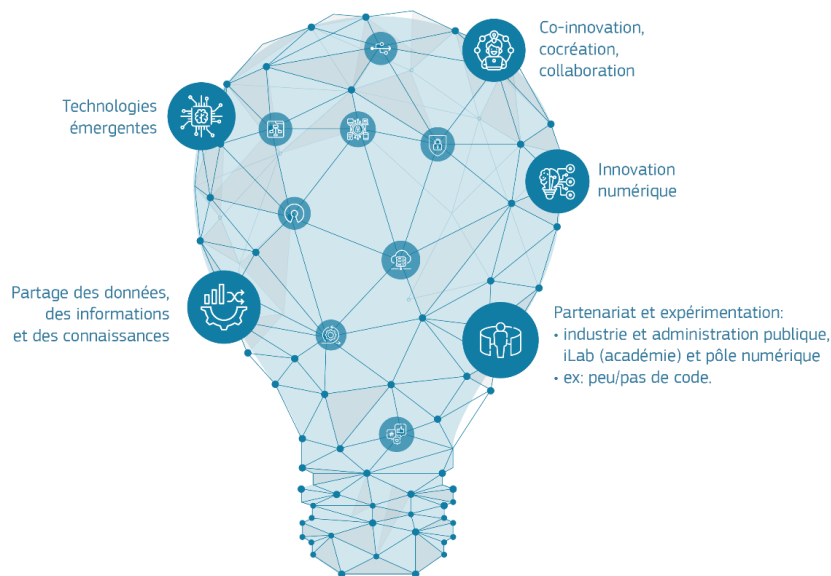 Co-innovation,
cocréation,
collaboration
Technologies
émergentes
Innovation
numérique
Partage des données,
des informations
et des connaissances
Partenariat et expérimentation:
• industrie et administration publique,
iLab (académie) et pôle numérique
• ex: peu/pas de code.